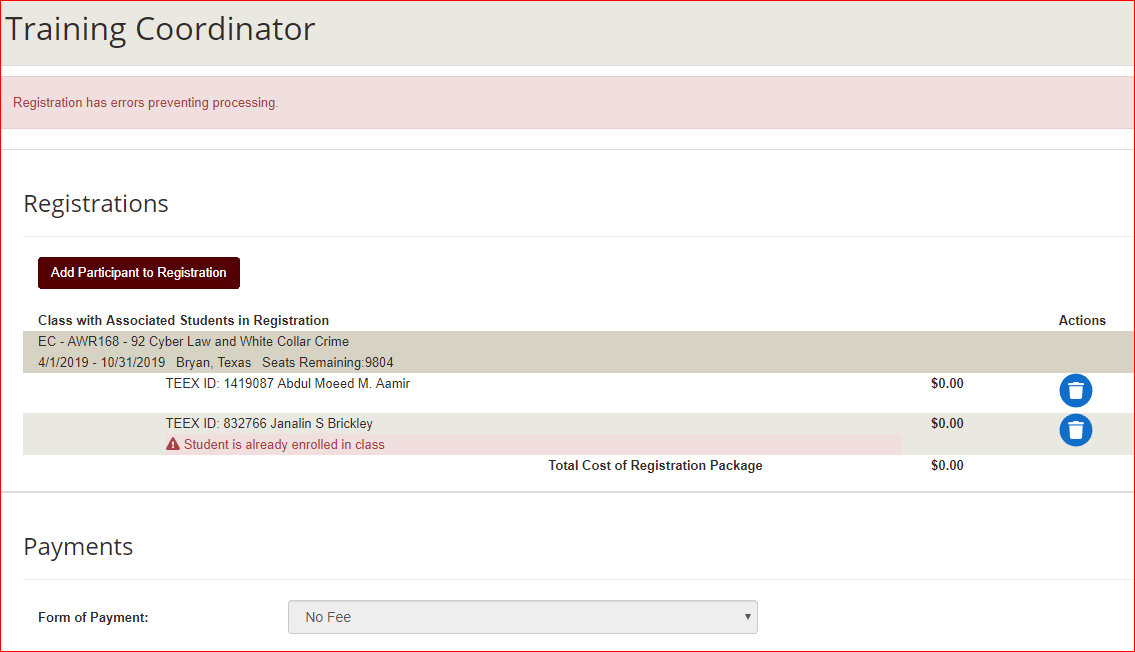 Training Coordinator
Registration has errors preventing processing.
Registrations
Add Participant to Registration
Class with Associated Students in Registration Actions
EC - AWR168 - 92 Cyber Law and White Collar Crime
4/1/2019 - 10/31/2019 Bryan, Texas Seats Remaining:9804
TEEX ID: 1419087 Abdul Moeed M. Aamir $0.00
TEEX ID: 832766 Janalin S Brickley $0.00
Student is already enrolled in class
Total Cost of Registration Package $0.00
Payments
Form of Payment: No Fee